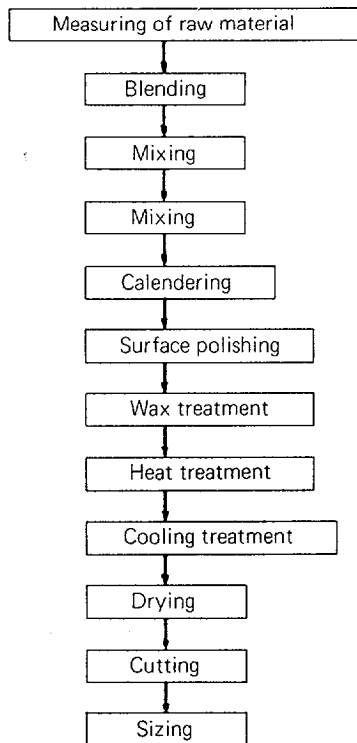 Measuring of raw material
Blending
Mixing
Mixing
Calendering
Surface polishing
Wax treatment
Heat treatment
Cooling treatment
Drying
Cutting
Sizing